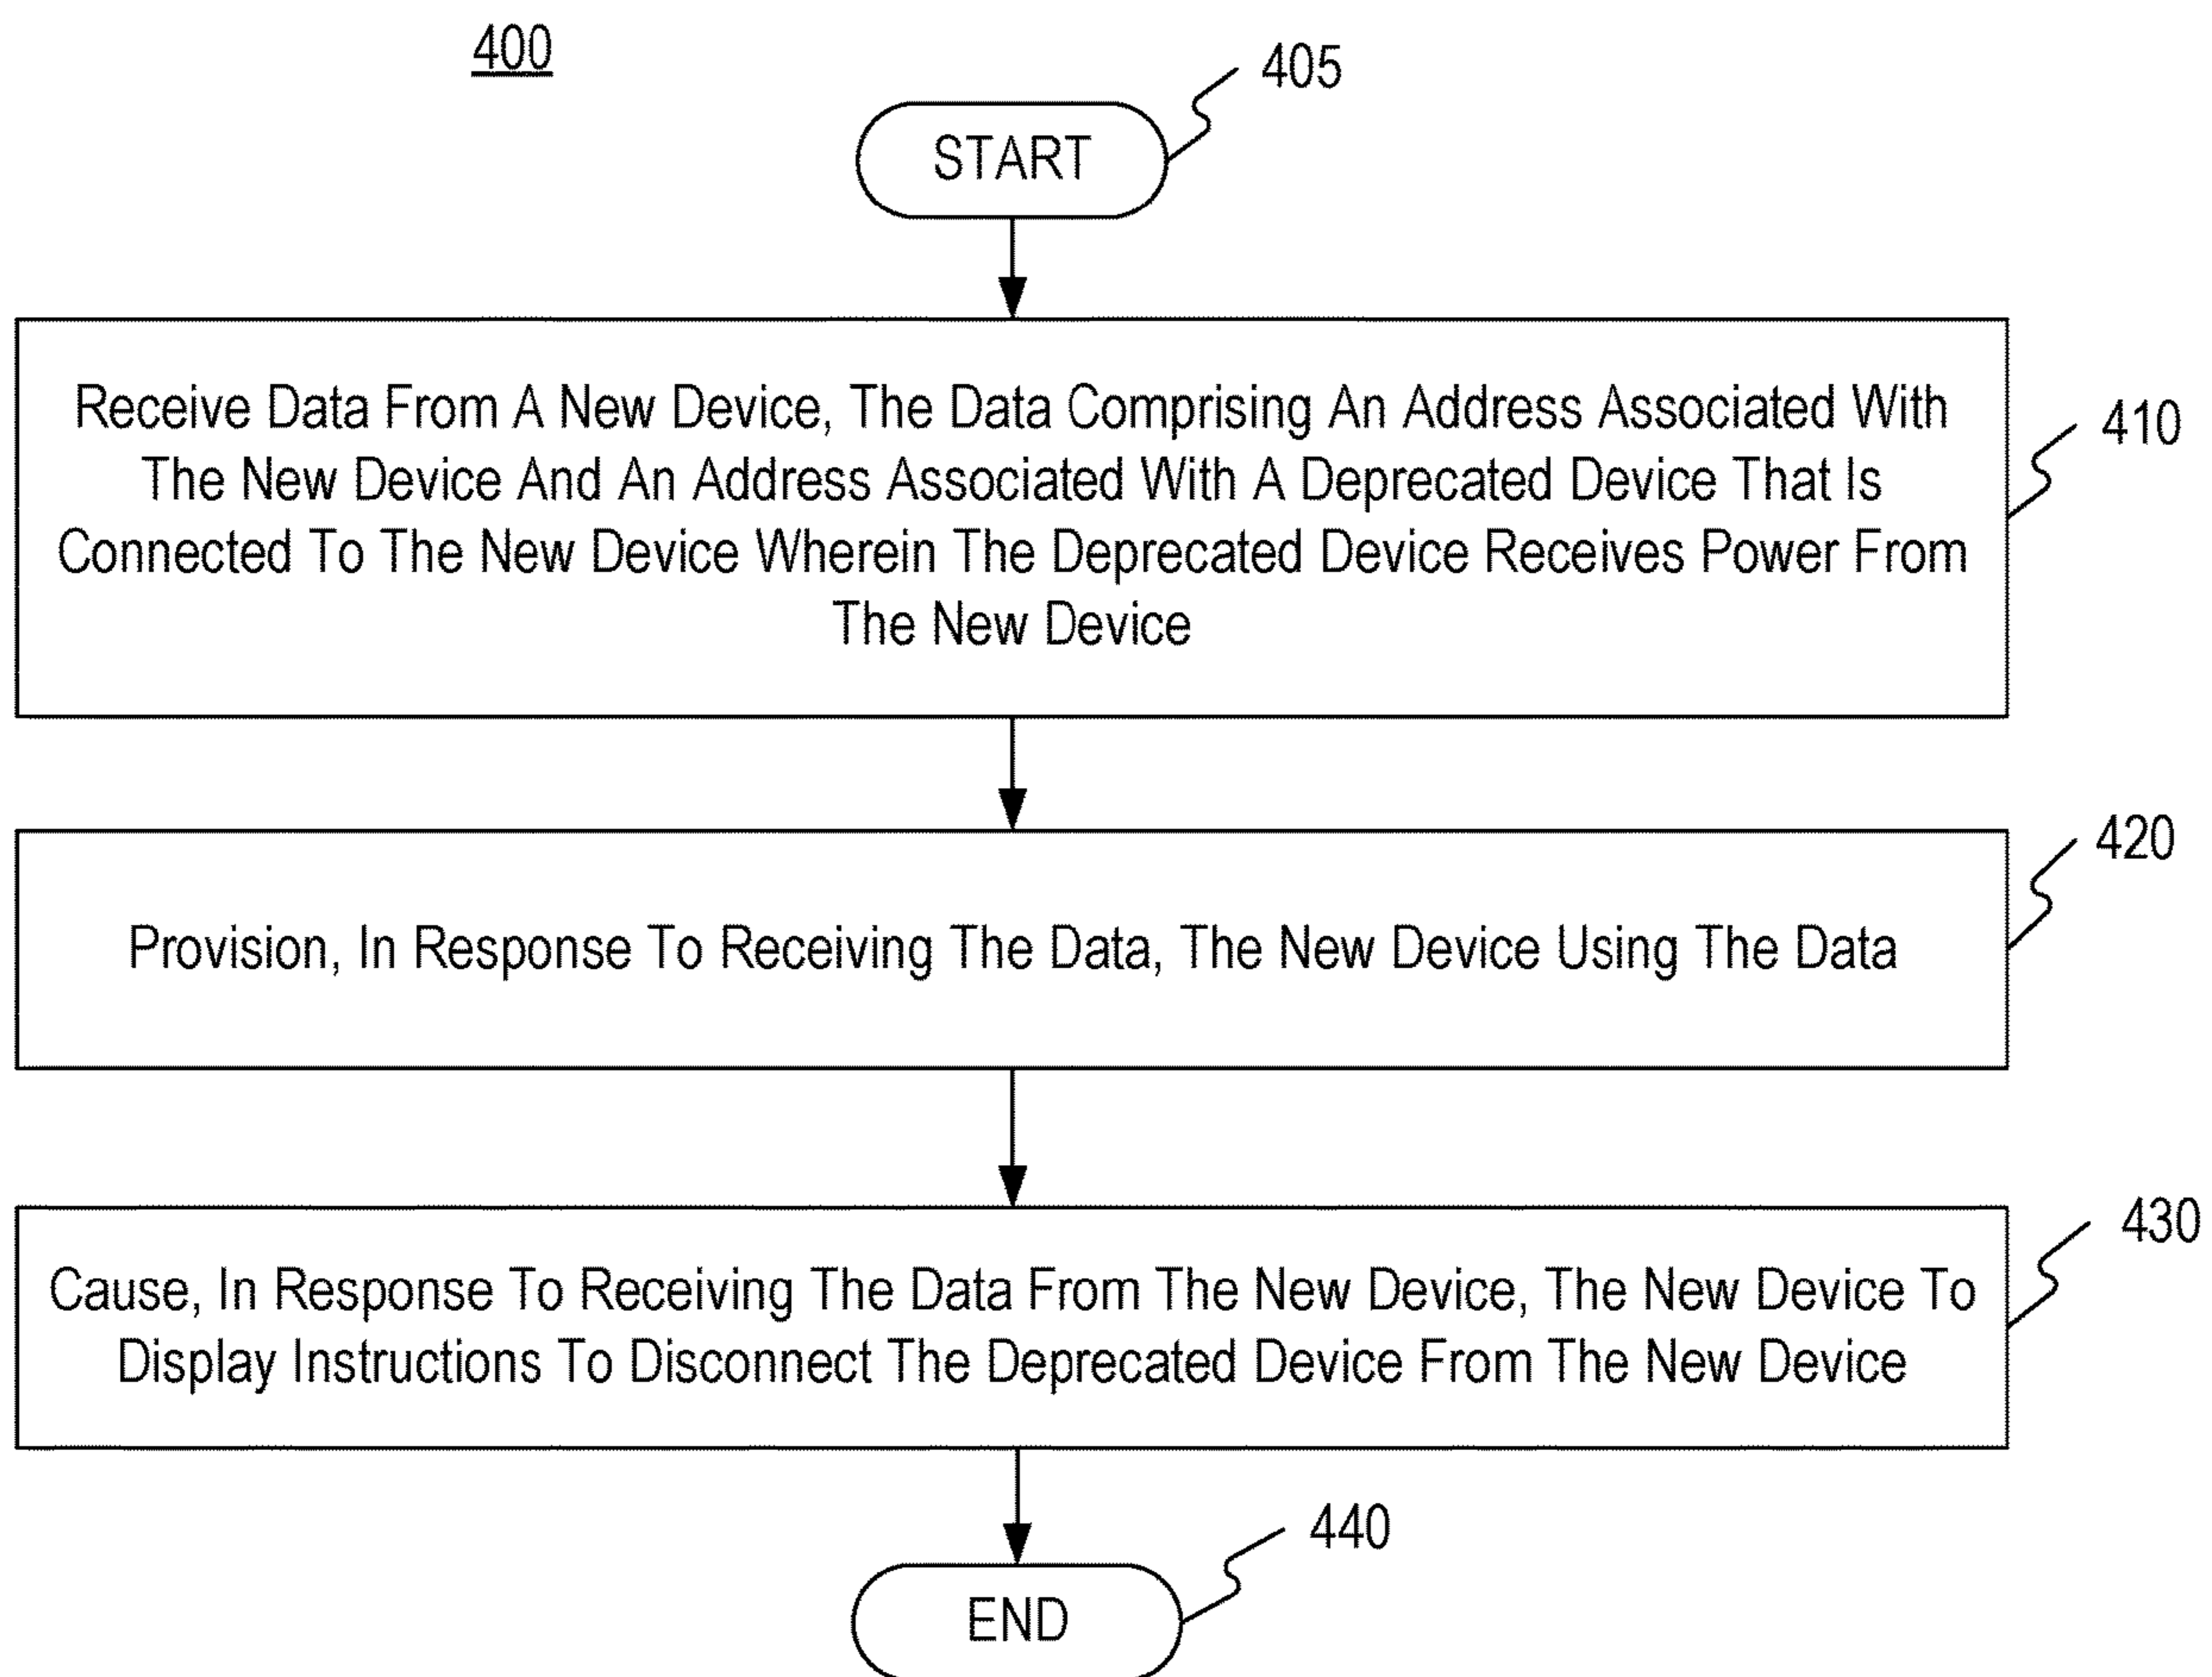 400
405
START
Receive Data From A New Device, The Data Comprising An Address Associated With
The New Device And An Address Associated With A Deprecated Device That Is
Connected To The New Device Wherein The Deprecated Device Receives Power From
The New Device
410
420
Provision, In Response To Receiving The Data, The New Device Using The Data
430
Cause, In Response To Receiving The Data From The New Device, The New Device To
Display Instructions To Disconnect The Deprecated Device From The New Device
440
END